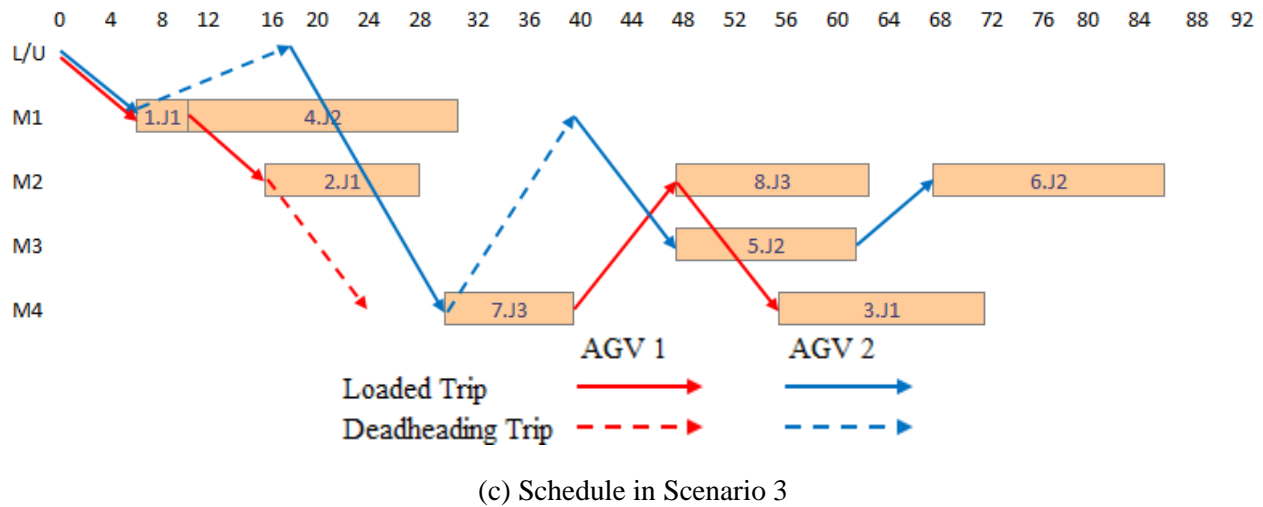 0 4 8 12 16 20 24 28 32 36 40 44 48 52 56 60 64 68 72 76 80 84 88 92
L/U
M1 1.J1 4.J2
M2 2.J1 8.J3 6.J2
M3 5.J2
M4 7.J3 3.J1
AGV 1 AGV 2
Loaded Trip
Deadheading Trip
(c) Schedule in Scenario 3